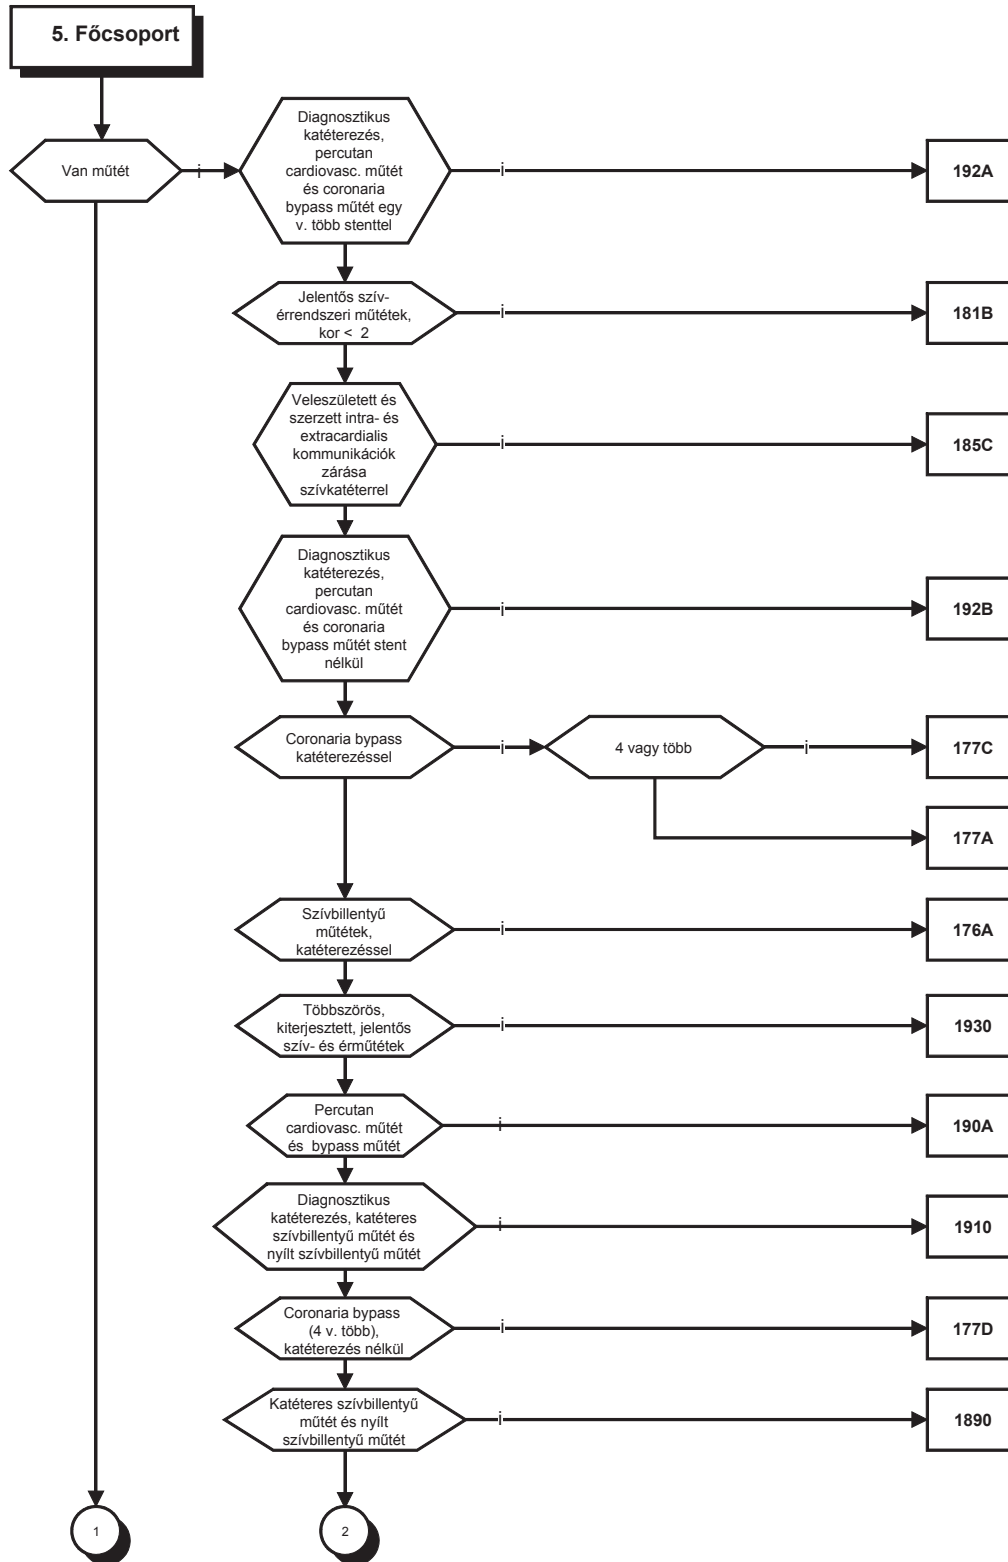 5. Főcsoport
Van műtét
i
Diagnosztikus
katéterezés,
percutan
cardiovasc. műtét
és coronaria
bypass műtét egy
v. több stenttel
i
192A
Jelentős szív-
érrendszeri műtétek,
kor < 2
i
181B
Veleszületett és
szerzett intra- és
extracardialis
kommunikációk
zárása
szívkatéterrel
i
185C
Diagnosztikus
katéterezés,
percutan
cardiovasc. műtét
és coronaria
bypass műtét stent
nélkül
i
192B
Coronaria bypass
katéterezéssel
i
4 vagy több
i
177C
177A
Szívbillentyű
műtétek,
katéterezéssel
i
176A
Többszörös,
kiterjesztett, jelentős
szív- és érműtétek
i
1930
Percutan
cardiovasc. műtét
és bypass műtét
i
190A
Diagnosztikus
katéterezés, katéteres
szívbillentyű műtét és
nyílt szívbillentyű műtét
i
1910
Coronaria bypass
(4 v. több),
katéterezés nélkül
i
177D
Katéteres szívbillentyű
műtét és nyílt
szívbillentyű műtét
i
1890
1
2